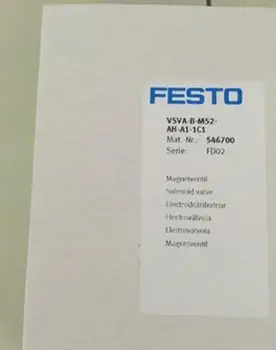 FESTO
VSVA-B-M52-
AH-A1-1C1
Mat. Nr.: 546700
Serie: FD02
Magnetventil
Solenoid valve
Electrodistributeur
Electroválvula
Elettrovalvola
Magnetventil